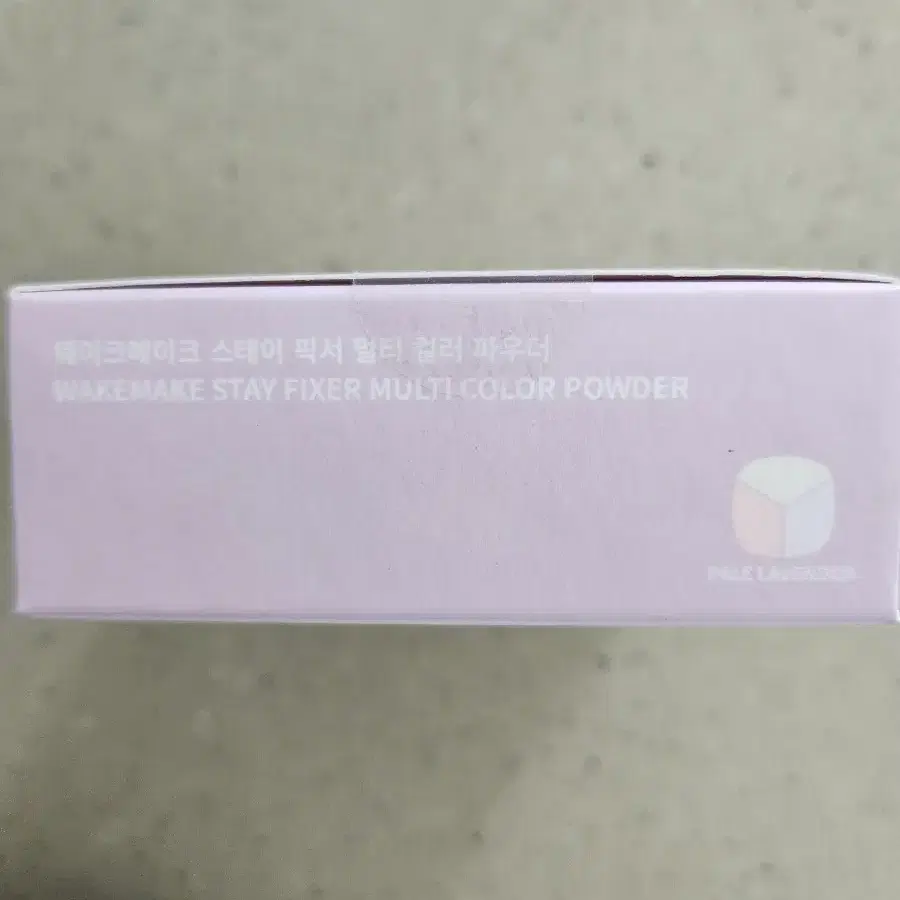 웨이크메이크 스테이 픽서 멀티 컬러 파우더
WAKEMAKE STAY FIXER MULTI COLOR POWDER
PALE LAVENDER